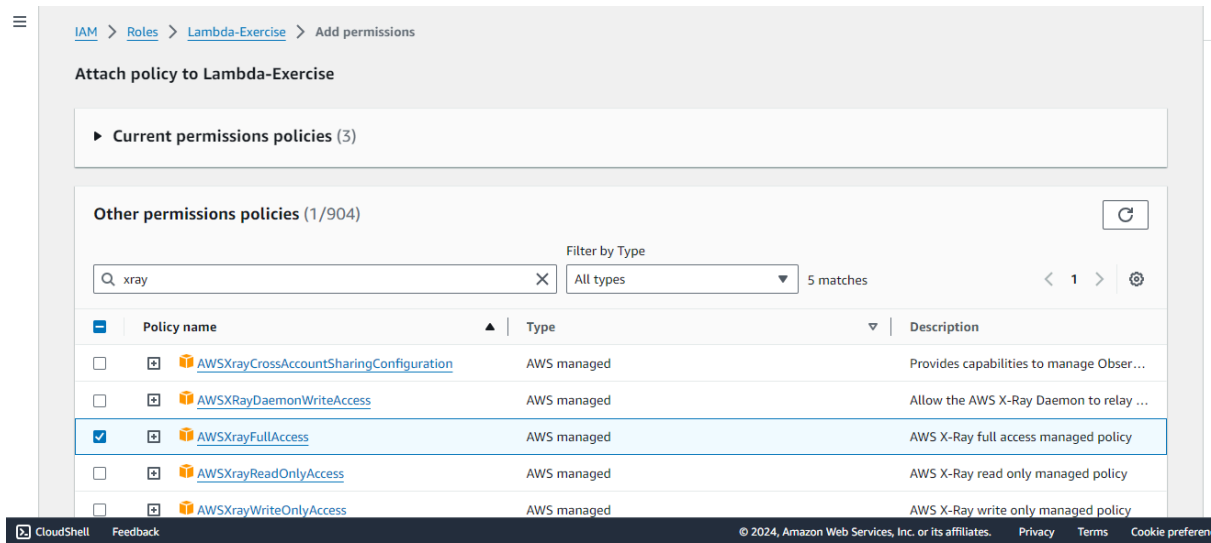 IAM > Roles > Lambda-Exercise > Add permissions
Attach policy to Lambda-Exercise
Current permissions policies (3)
Other permissions policies (1/904)
Filter by Type
xray All types 5 matches 1
Policy name Type Description
AWSXrayCrossAccountSharingConfiguration AWS managed Provides capabilities to manage Obser...
AWSXRayDaemonWriteAccess AWS managed Allow the AWS X-Ray Daemon to relay ...
AWSXrayFullAccess AWS managed AWS X-Ray full access managed policy
AWSXrayReadOnlyAccess AWS managed AWS X-Ray read only managed policy
AWSXrayWriteOnlyAccess AWS managed AWS X-Ray write only managed policy
CloudShell Feedback © 2024, Amazon Web Services, Inc. or its affiliates. Privacy Terms Cookie preferen